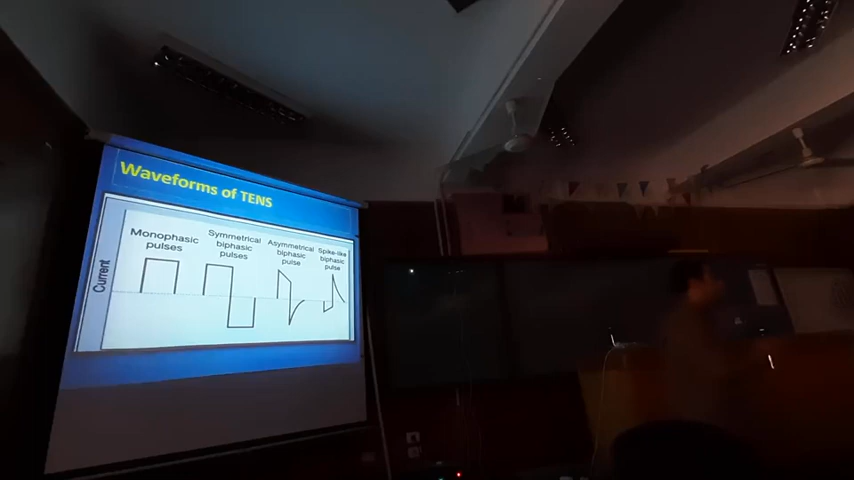 Waveforms of TENS
Monophasic
pulses
Symmetrical
biphasic
pulses
Asymmetrical
biphasic
pulse
Spike-like
biphasic
pulse
Current